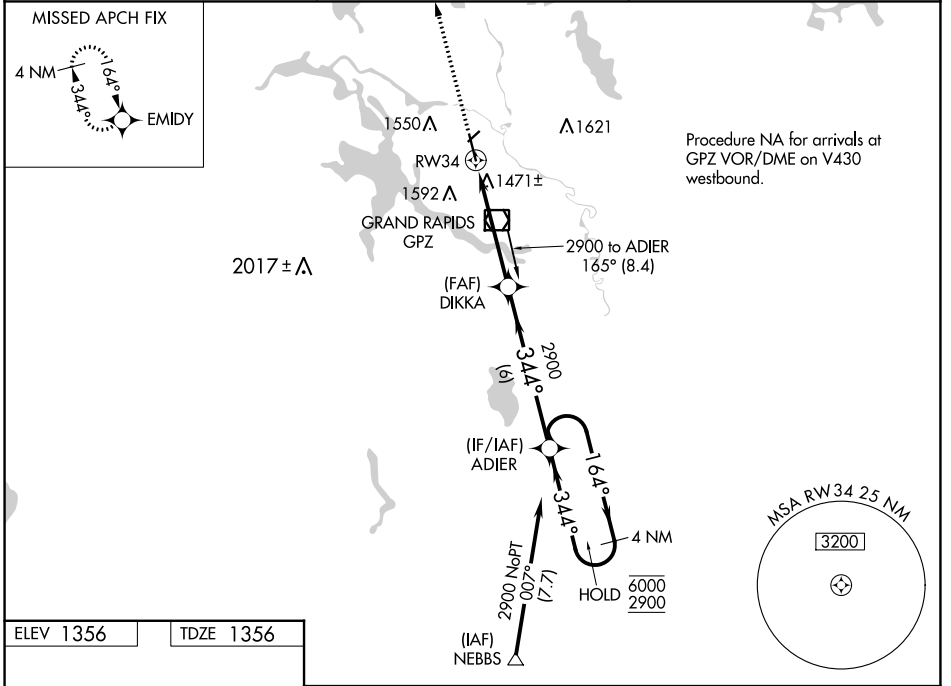 MISSED APCH FIX
4 NM
164°
344°
EMIDY
1550
1621
RW34
1471±
1592
GRAND RAPIDS
GPZ
Procedure NA for arrivals at
GPZ VOR/DME on V430
westbound.
2900 to ADIER
165° (8.4)
2017±
(FAF)
DIKKA
2900
344°
(6)
(IF/IAF)
ADIER
164°
344°
4 NM
HOLD
6000
2900
2900 NoPT
007°
(7.7)
(IAF)
NEBBS
MSA RW34 25 NM
3200
ELEV 1356
TDZE 1356